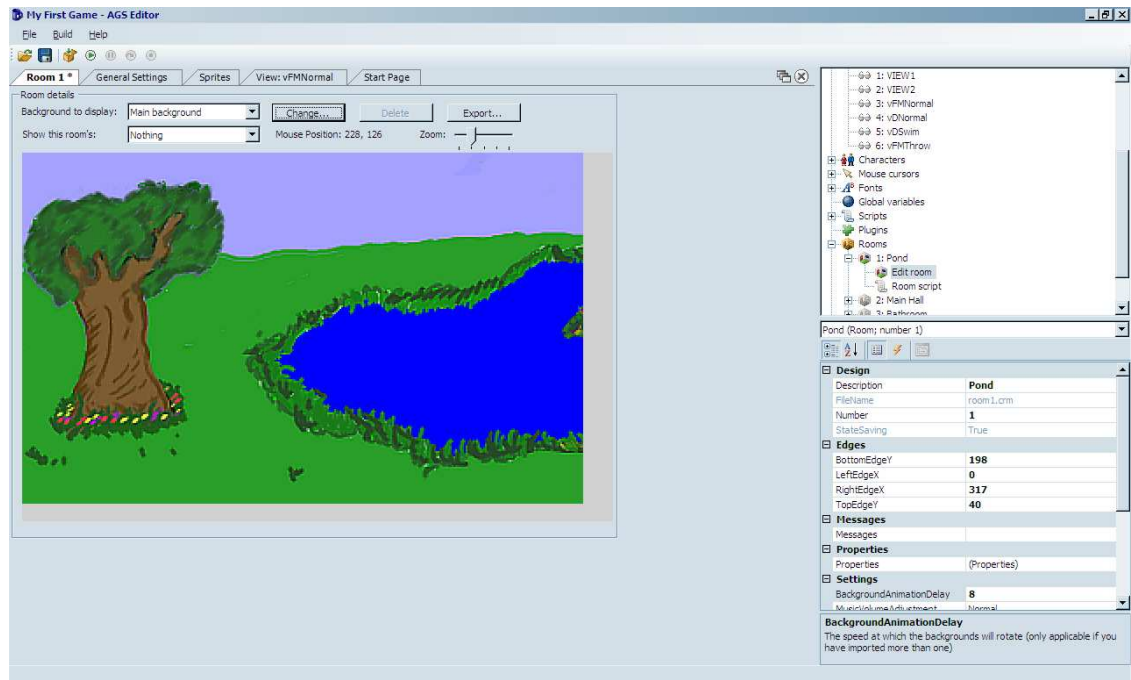 My First Game - AGS Editor
File Build Help
Room 1 * General Settings Sprites View: vFMNormal Start Page
Room details
Background to display: Main background Change... Delete Export...
Show this room's: Nothing Mouse Position: 228, 126 Zoom:
1: VIEW1
2: VIEW2
3: vFMNormal
4: vDNormal
5: vDSwim
6: vFMThrow
Characters
Mouse cursors
Fonts
Global variables
Scripts
Plugins
Rooms
1: Pond
Edit room
Room script
2: Main Hall
3: Bathroom
Pond (Room; number 1)
Design
Description Pond
FileName room1.crm
Number 1
StateSaving True
Edges
BottomEdgeY 198
LeftEdgeX 0
RightEdgeX 317
TopEdgeY 40
Messages
Messages
Properties
Properties (Properties)
Settings
BackgroundAnimationDelay 8
MusicVolumeAdjustment Normal
BackgroundAnimationDelay
The speed at which the backgrounds will rotate (only applicable if you
have imported more than one)